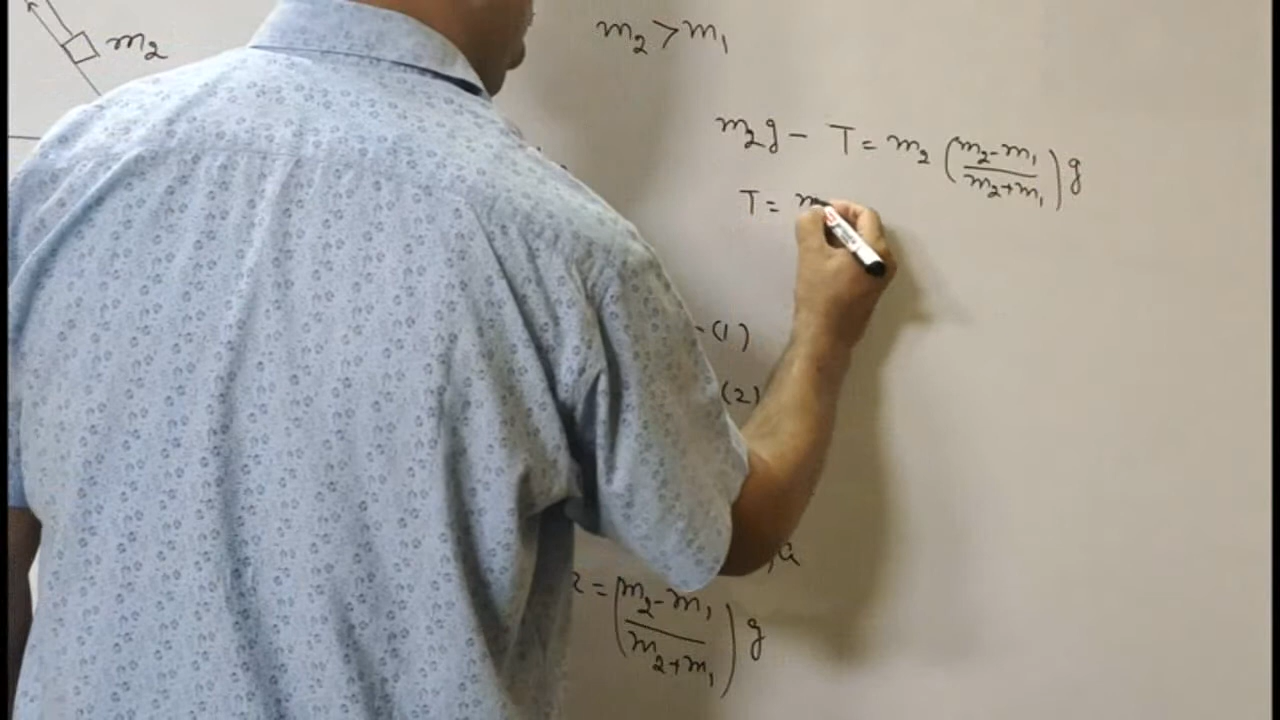 m₂
m₂ > m₁
m₂g - T = m₂ (m₂-m₁/m₂+m₁) g
T = m
-(1)
(2)
, a
= (m₂-m₁/m₂+m₁) g